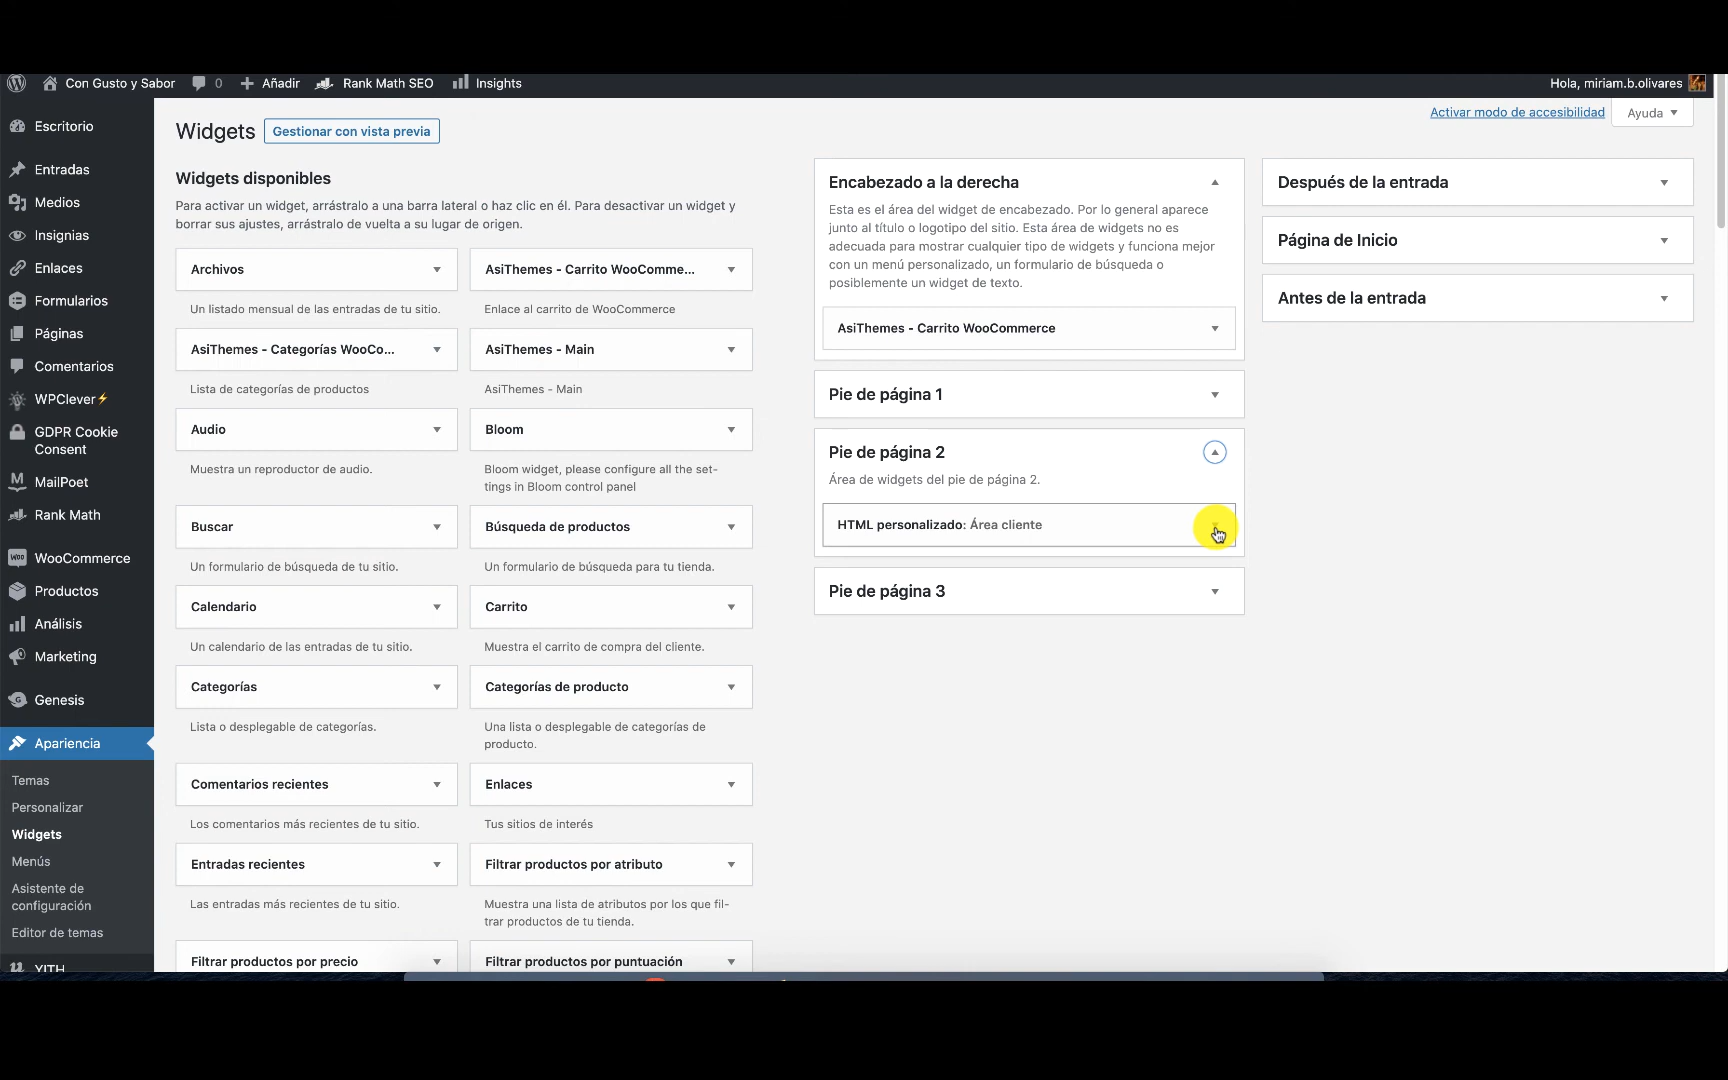 Con Gusto y Sabor 0 Añadir Rank Math SEO Insights Hola, miriam.b.olivares
Escritorio
Entradas
Medios
Insignias
Enlaces
Formularios
Páginas
Comentarios
WPClever⚡
GDPR Cookie
Consent
MailPoet
Rank Math
WooCommerce
Productos
Análisis
Marketing
Genesis
Apariencia
Temas
Personalizar
Widgets
Menús
Asistente de
configuración
Editor de temas
YITH
Activar modo de accesibilidad Ayuda
Widgets Gestionar con vista previa
Widgets disponibles
Para activar un widget, arrástralo a una barra lateral o haz clic en él. Para desactivar un widget y
borrar sus ajustes, arrástralo de vuelta a su lugar de origen.
Archivos
Un listado mensual de las entradas de tu sitio.
AsiThemes - Carrito WooComme...
Enlace al carrito de WooCommerce
AsiThemes - Categorías WooCo...
Lista de categorías de productos
AsiThemes - Main
AsiThemes - Main
Audio
Muestra un reproductor de audio.
Bloom
Bloom widget, please configure all the set-
tings in Bloom control panel
Buscar
Un formulario de búsqueda de tu sitio.
Búsqueda de productos
Un formulario de búsqueda para tu tienda.
Calendario
Un calendario de las entradas de tu sitio.
Carrito
Muestra el carrito de compra del cliente.
Categorías
Lista o desplegable de categorías.
Categorías de producto
Una lista o desplegable de categorías de
producto.
Comentarios recientes
Los comentarios más recientes de tu sitio.
Enlaces
Tus sitios de interés
Entradas recientes
Las entradas más recientes de tu sitio.
Filtrar productos por atributo
Muestra una lista de atributos por los que fil-
trar productos de tu tienda.
Filtrar productos por precio
Filtrar productos por puntuación
Encabezado a la derecha
Esta es el área del widget de encabezado. Por lo general aparece
junto al título o logotipo del sitio. Esta área de widgets no es
adecuada para mostrar cualquier tipo de widgets y funciona mejor
con un menú personalizado, un formulario de búsqueda o
posiblemente un widget de texto.
AsiThemes - Carrito WooCommerce
Pie de página 1
Pie de página 2
Área de widgets del pie de página 2.
HTML personalizado: Área cliente
Pie de página 3
Después de la entrada
Página de Inicio
Antes de la entrada